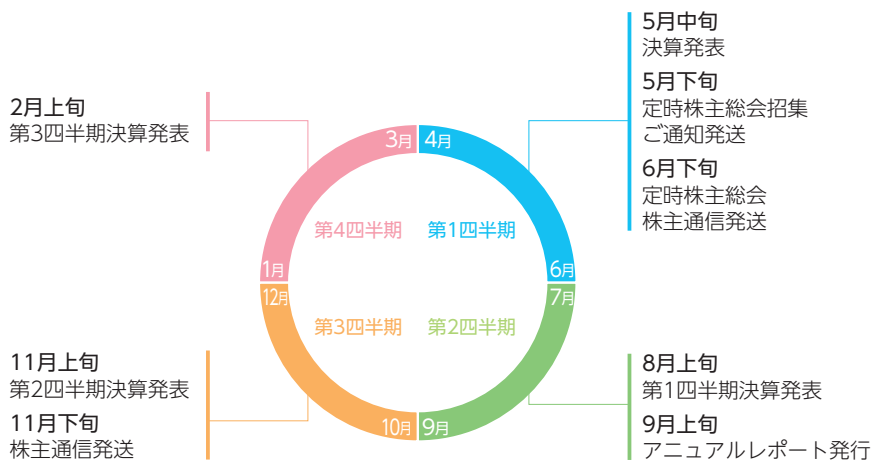 5月中旬
決算発表
5月下旬
定時株主総会招集
ご通知発送
6月下旬
定時株主総会
株主通信発送
2月上旬
第3四半期決算発表
3月
4月
第4四半期
第1四半期
1月
6月
12月
7月
第3四半期
第2四半期
10月
9月
11月上旬
第2四半期決算発表
11月下旬
株主通信発送
8月上旬
第1四半期決算発表
9月上旬
アニュアルレポート発行